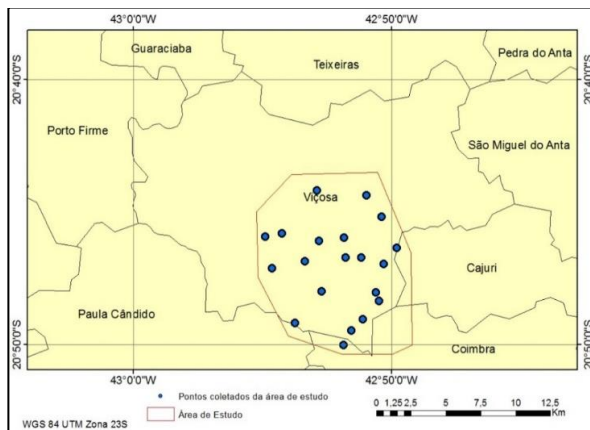 43°0'0"W 42°50'0"W
Guaraciaba
Teixeiras
Pedra do Anta
20°40'0"S 20°40'0"S
Porto Firme
São Miguel do Anta
Viçosa
Cajuri
Paula Cândido
20°50'0"S 20°50'0"S
Coimbra
43°0'0"W 42°50'0"W
Pontos coletados da área de estudo
Área de Estudo
0 1,25 2,5 5 7,5 10 12,5
Km
WGS 84 UTM Zona 23S